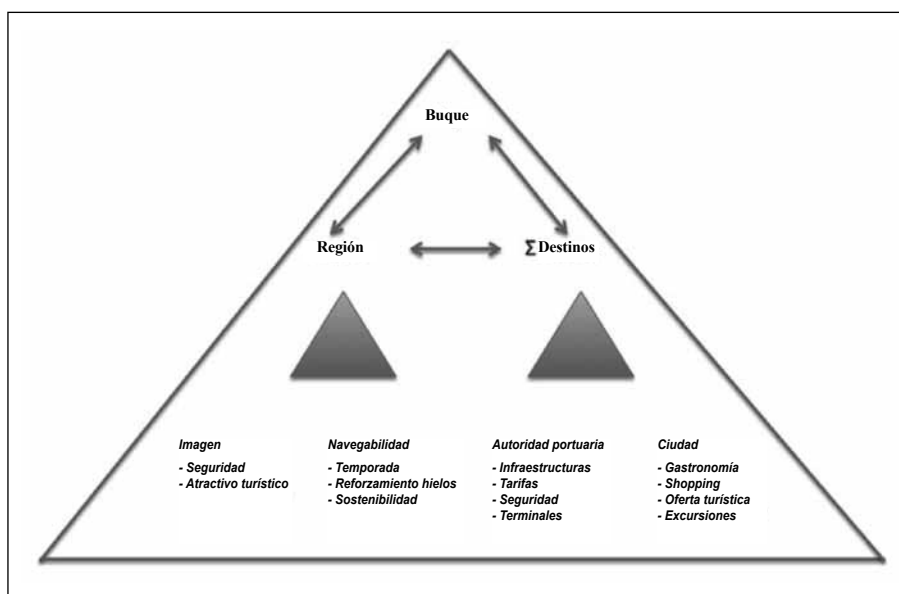 Buque
Región
Σ Destinos
Imagen
- Seguridad
- Atractivo turístico
Navegabilidad
- Temporada
- Reforzamiento hielos
- Sostenibilidad
Autoridad portuaria
- Infraestructuras
- Tarifas
- Seguridad
- Terminales
Ciudad
- Gastronomía
- Shopping
- Oferta turística
- Excursiones